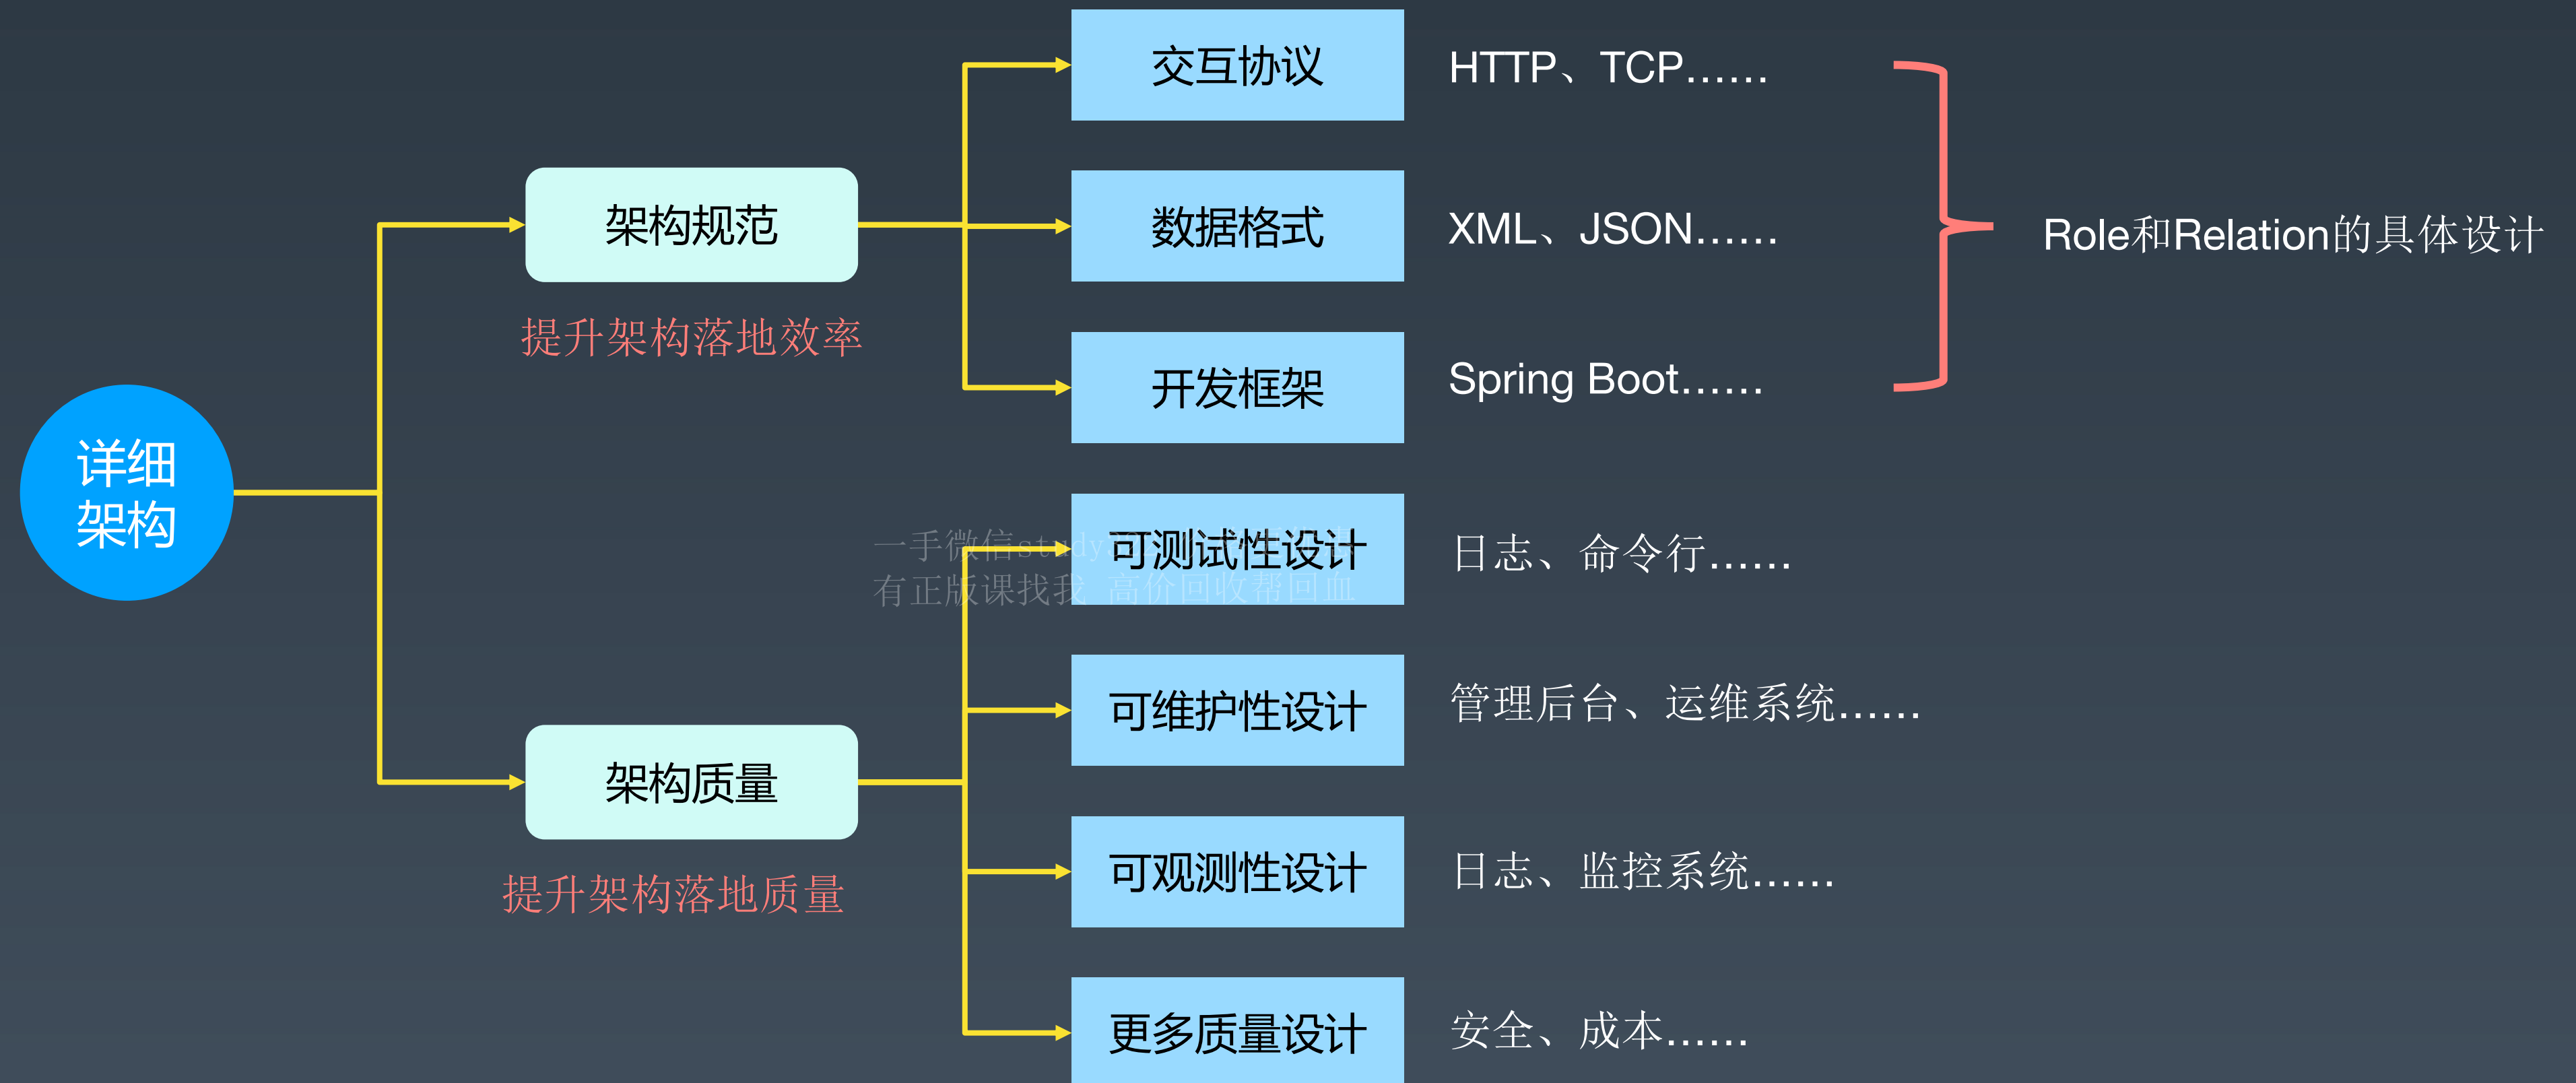 交互协议
HTTP、TCP……
数据格式
XML、JSON……
开发框架
Spring Boot……
Role和Relation的具体设计
架构规范
提升架构落地效率
详细
架构
可测试性设计
日志、命令行……
一手微信study
有正版课找我 高价回收帮回血
可维护性设计
管理后台、运维系统……
架构质量
提升架构落地质量
可观测性设计
日志、监控系统……
更多质量设计
安全、成本……